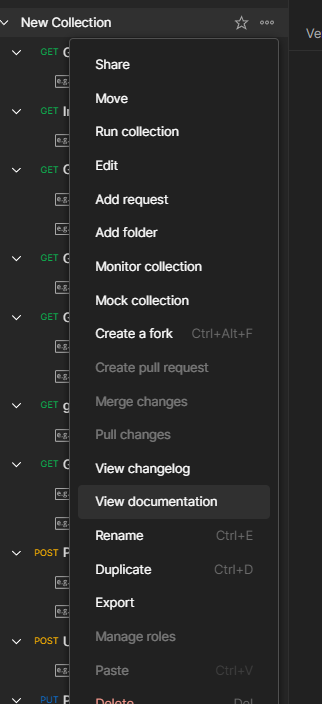 New Collection
Ve
GET G
Share
e.g.
Move
GET In
Run collection
e.g.
Edit
GET G
Add request
e.g.
Add folder
e.g.
GET G
Monitor collection
e.g.
Mock collection
GET G
Create a fork Ctrl+Alt+F
Create pull request
e.g.
e.g.
Merge changes
GET g
Pull changes
e.g.
View changelog
GET G
e.g.
View documentation
e.g.
Rename Ctrl+E
POST P
Duplicate Ctrl+D
e.g.
Export
e.g.
Manage roles
POST U
Paste Ctrl+V
e.g.
Delete Del
PUT P